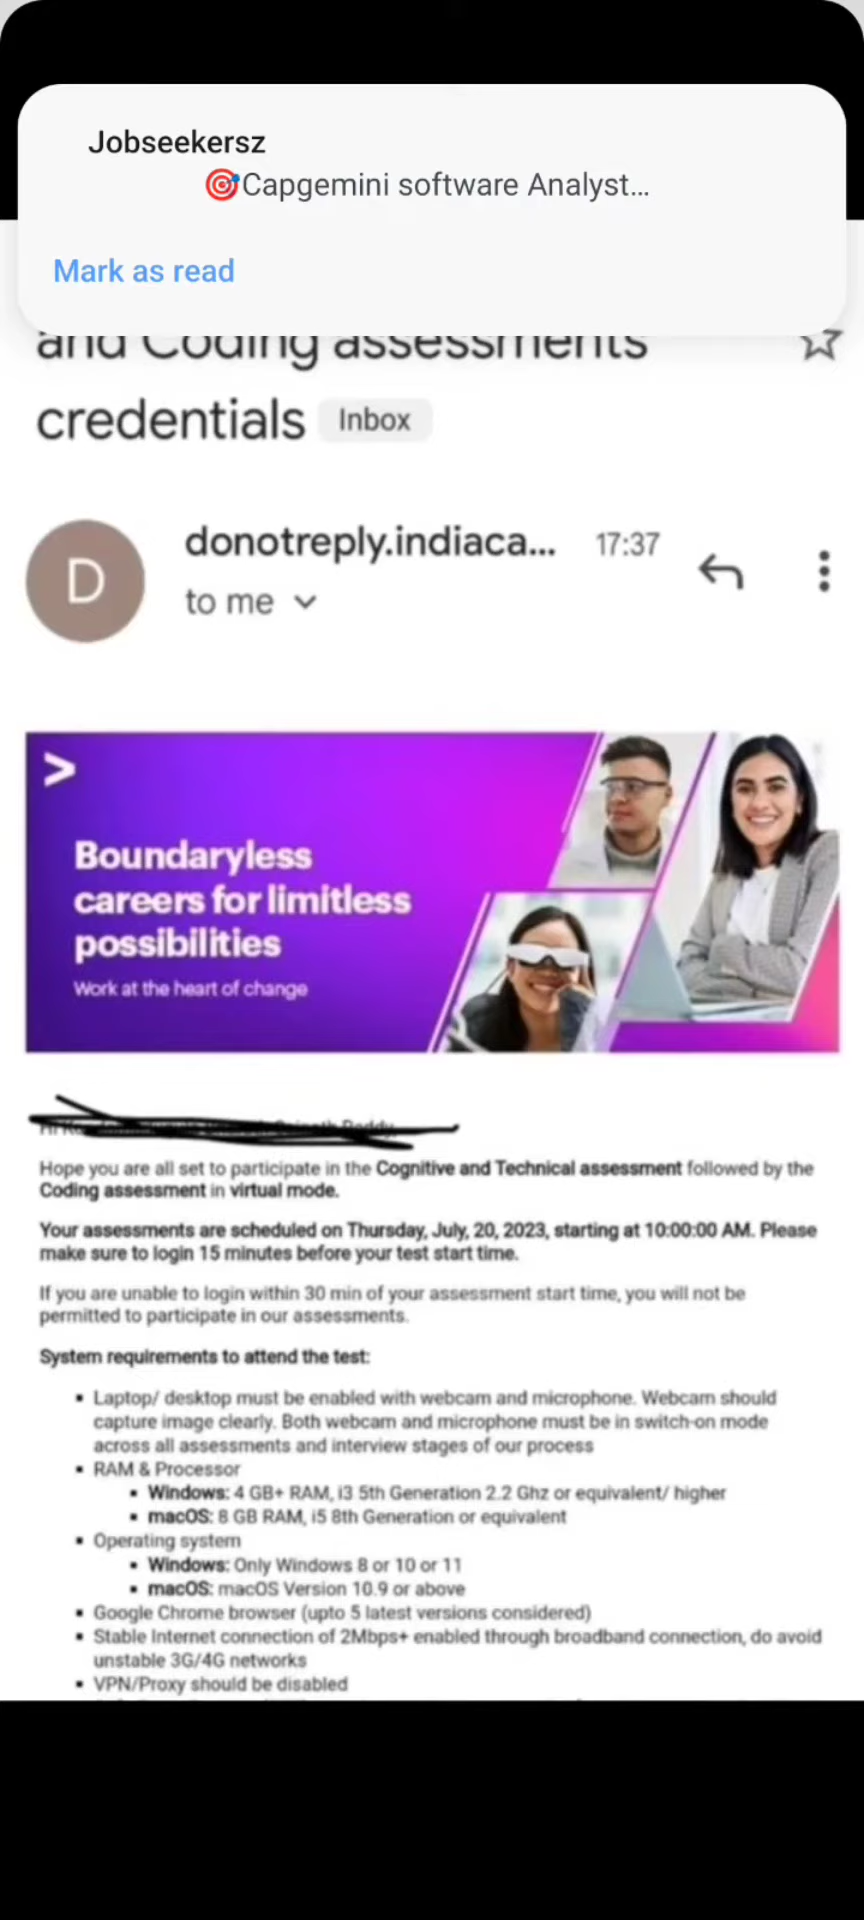 Jobseekersz
🎯Capgemini software Analyst...
Mark as read
and Coding assessments
credentials Inbox
D donotreply.indiaca... 17:37
to me
>
Boundaryless
careers for limitless
possibilities
Work at the heart of change
Hi Reddy,
Hope you are all set to participate in the Cognitive and Technical assessment followed by the
Coding assessment in virtual mode.
Your assessments are scheduled on Thursday, July, 20, 2023, starting at 10:00:00 AM. Please
make sure to login 15 minutes before your test start time.
If you are unable to login within 30 min of your assessment start time, you will not be
permitted to participate in our assessments.
System requirements to attend the test:
▪ Laptop/ desktop must be enabled with webcam and microphone. Webcam should
capture image clearly. Both webcam and microphone must be in switch-on mode
across all assessments and interview stages of our process
▪ RAM & Processor
▪ Windows: 4 GB+ RAM, i3 5th Generation 2.2 Ghz or equivalent/ higher
▪ macOS: 8 GB RAM, i5 8th Generation or equivalent
▪ Operating system
▪ Windows: Only Windows 8 or 10 or 11
▪ macOS: macOS Version 10.9 or above
▪ Google Chrome browser (upto 5 latest versions considered)
▪ Stable Internet connection of 2Mbps+ enabled through broadband connection, do avoid
unstable 3G/4G networks
▪ VPN/Proxy should be disabled